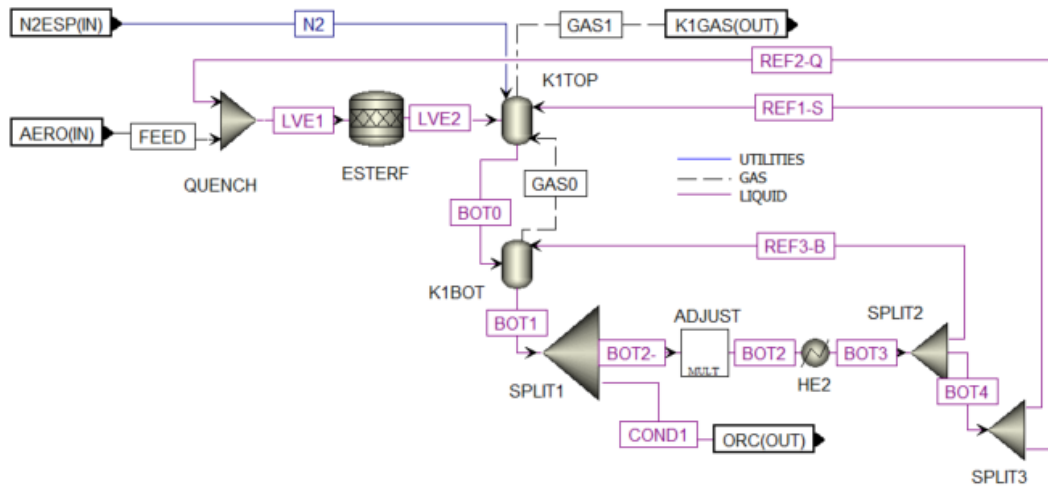 N2ESP(IN)
N2
GAS1
K1GAS(OUT)
REF2-Q
K1TOP
REF1-S
AERO(IN)
FEED
LVE1
LVE2
QUENCH
ESTERF
GAS0
UTILITIES
GAS
LIQUID
BOT0
REF3-B
K1BOT
BOT1
ADJUST
SPLIT2
BOT2-
MULT
BOT2
BOT3
HE2
SPLIT1
BOT4
COND1
ORC(OUT)
SPLIT3